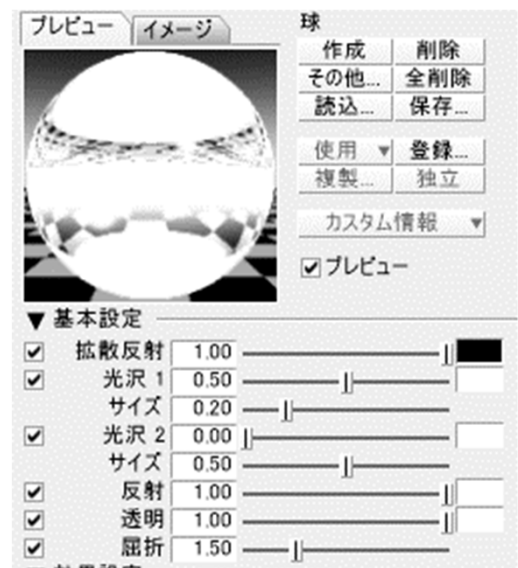 プレビュー イメージ
球
作成 削除
その他... 全削除
読込... 保存...
使用 ▼ 登録...
複製... 独立
カスタム情報 ▼
プレビュー
▼ 基本設定
拡散反射 1.00
光沢 1 0.50
サイズ 0.20
光沢 2 0.00
サイズ 0.50
反射 1.00
透明 1.00
屈折 1.50